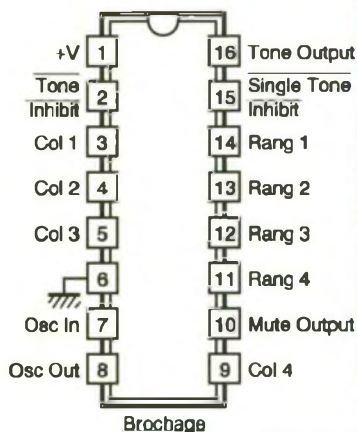 +V 1 16 Tone Output
Tone Inhibit 2 15 Single Tone Inhibit
Col 1 3 14 Rang 1
Col 2 4 13 Rang 2
Col 3 5 12 Rang 3
6 11 Rang 4
Osc In 7 10 Mute Output
Osc Out 8 9 Col 4
Brochage